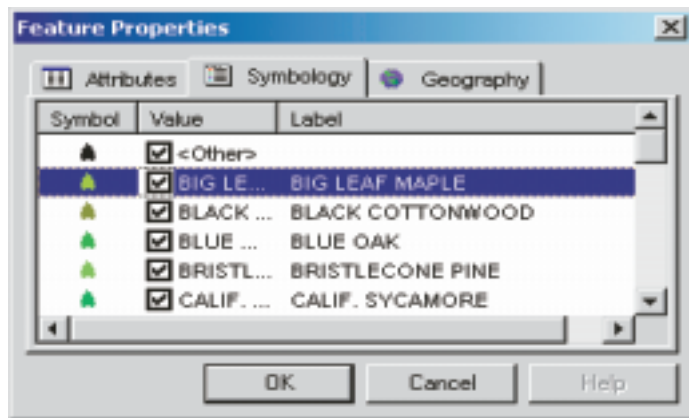 Feature Properties
Attributes Symbology Geography
Symbol Value Label
<Other>
BIG LE... BIG LEAF MAPLE
BLACK ... BLACK COTTONWOOD
BLUE ... BLUE OAK
BRISTL... BRISTLECONE PINE
CALIF. ... CALIF. SYCAMORE
OK Cancel Help